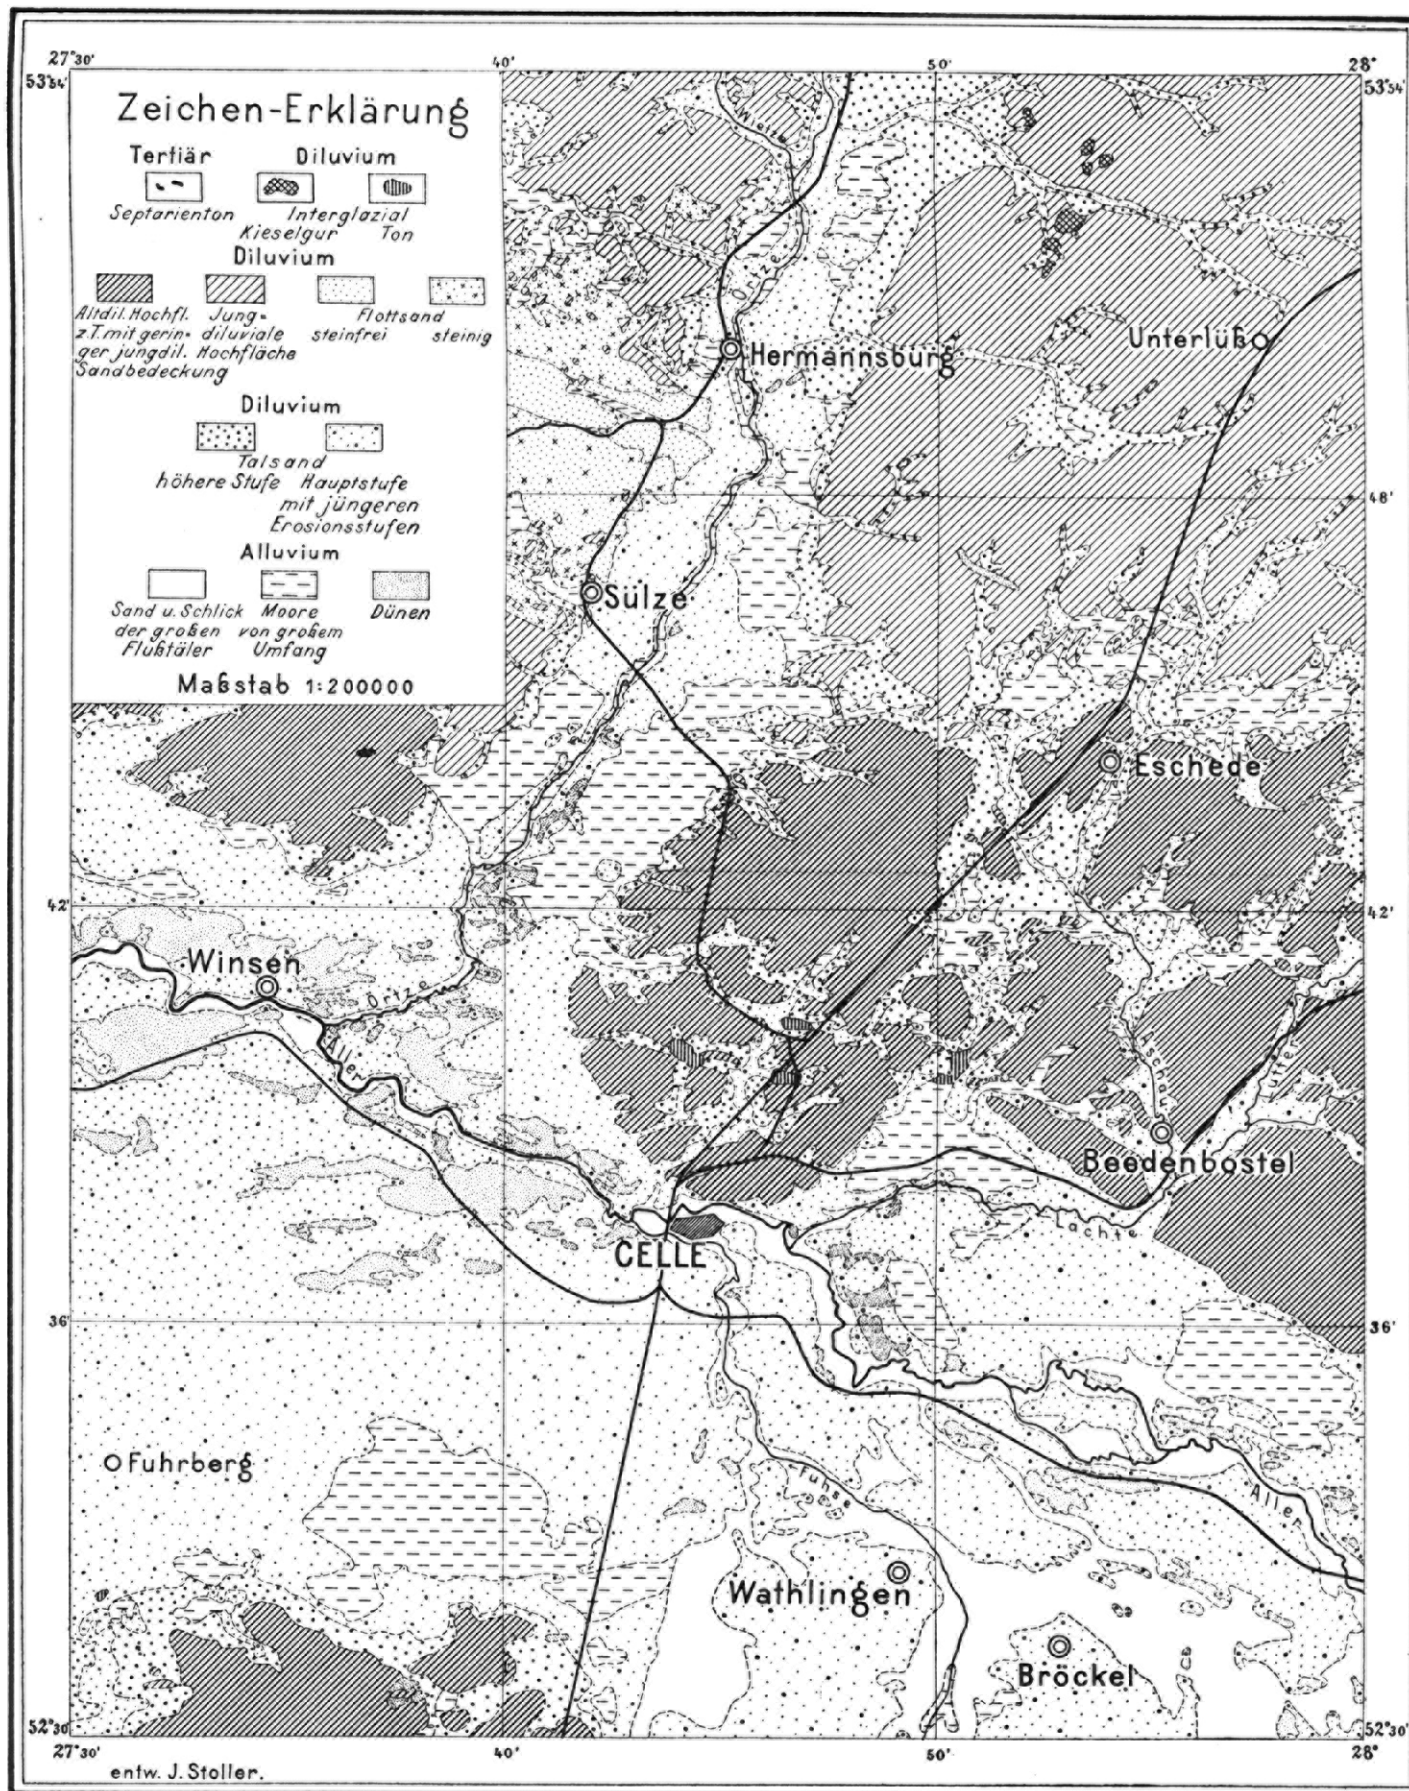 27°30' 40' 50' 28°
53°54' 53°54'
Zeichen-Erklärung
Tertiär Diluvium
Septarienton Interglazial
Kieselgur Ton
Diluvium
Altdil. Hochfl. Jung- Flottsand
z.T. mit gerin- diluviale steinfrei steinig
ger jungdil. Hochfläche
Sandbedeckung
Diluvium
Talsand
höhere Stufe Hauptstufe
mit jüngeren
Erosionsstufen
Alluvium
Sand u. Schlick Moore Dünen
der großen von großem
Flußtäler Umfang
Maßstab 1:200000
Örtze
Hermannsburg
Unterlüß
48'
Sülze
Eschede
42' 42'
Winsen
Örtze
Aller
Aschau
Lutter
Beedenbostel
Lachte
CELLE
36' 36'
Fuhrberg
Fuhse
Aller
Wathlingen
Bröckel
52°30' 52°30'
27°30' 40' 50' 28°
entw. J. Stoller.